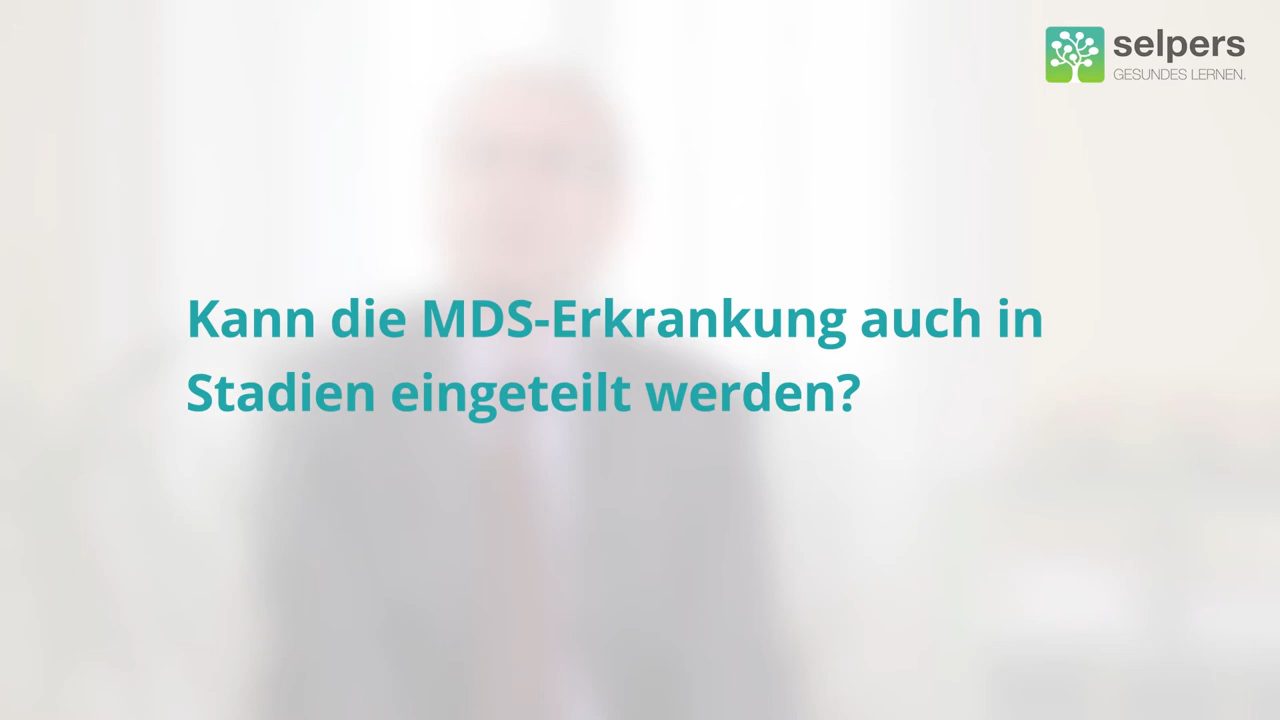 selpers
GESUNDES LERNEN.
Kann die MDS-Erkrankung auch in
Stadien eingeteilt werden?